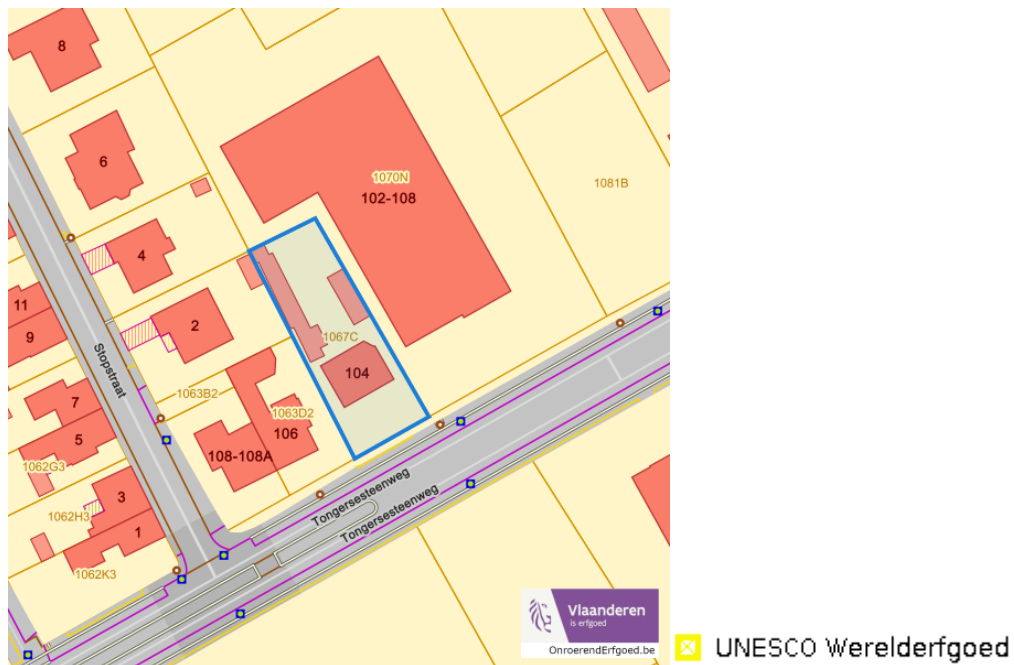 8
6
1070N
102-108
1081B
4
11
2
9
1067C
Stopstraat
104
1063B2
7
1063D2
106
5
108-108A
1062G3
Tongersesteenweg
3
Tongersesteenweg
1062H3
1
1062K3
Vlaanderen
is erfgoed
OnroerendErfgoed.be
UNESCO Werelderfgoed